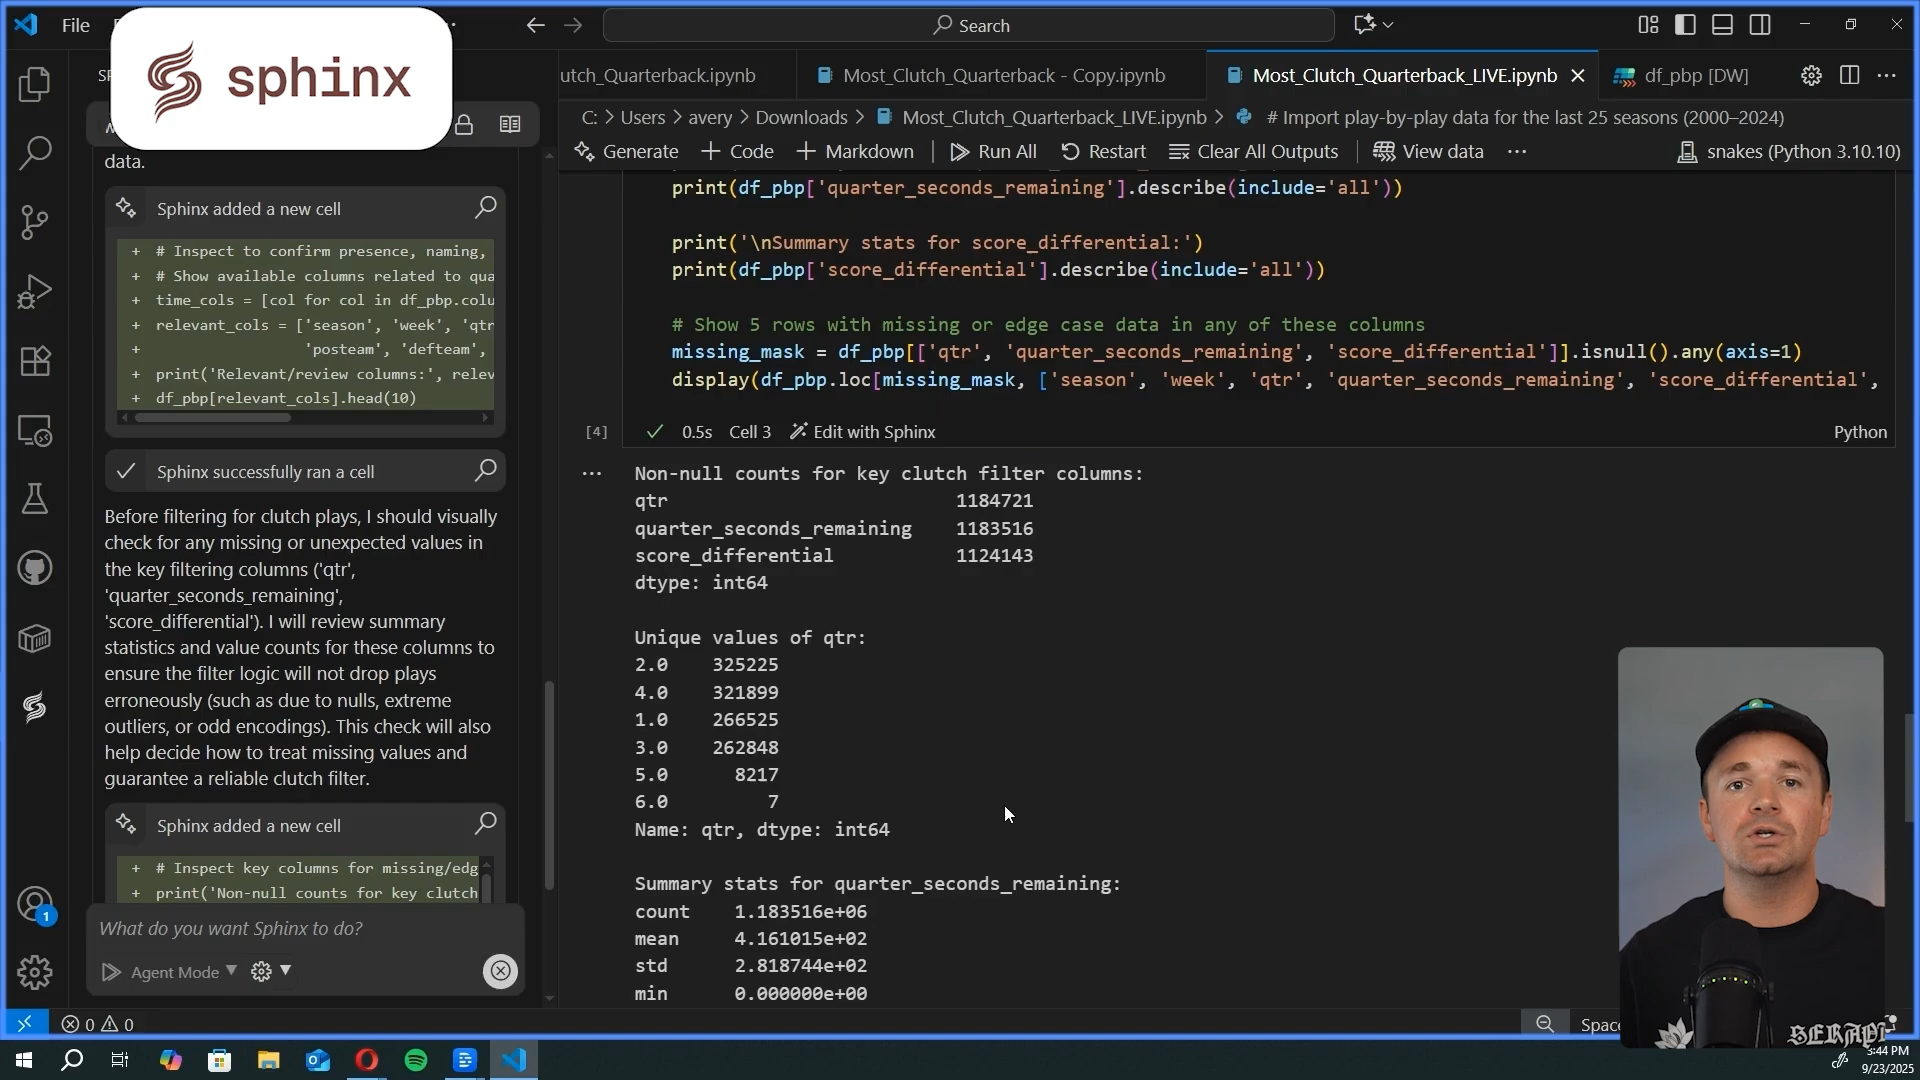 File
Search
sphinx
utch_Quarterback.ipynb
Most_Clutch_Quarterback - Copy.ipynb
Most_Clutch_Quarterback_LIVE.ipynb
df_pbp [DW]
C: > Users > avery > Downloads > Most_Clutch_Quarterback_LIVE.ipynb > # Import play-by-play data for the last 25 seasons (2000–2024)
Generate
Code
Markdown
Run All
Restart
Clear All Outputs
View data
snakes (Python 3.10.10)
data.
Sphinx added a new cell
+ # Inspect to confirm presence, naming,
+ # Show available columns related to qua
+ time_cols = [col for col in df_pbp.colu
+ relevant_cols = ['season', 'week', 'qtr
+ 'posteam', 'defteam',
+ print('Relevant/review columns:', relev
+ df_pbp[relevant_cols].head(10)
Sphinx successfully ran a cell
Before filtering for clutch plays, I should visually
check for any missing or unexpected values in
the key filtering columns ('qtr',
'quarter_seconds_remaining',
'score_differential'). I will review summary
statistics and value counts for these columns to
ensure the filter logic will not drop plays
erroneously (such as due to nulls, extreme
outliers, or odd encodings). This check will also
help decide how to treat missing values and
guarantee a reliable clutch filter.
Sphinx added a new cell
+ # Inspect key columns for missing/edg
+ print('Non-null counts for key clutch
What do you want Sphinx to do?
Agent Mode
print(df_pbp['quarter_seconds_remaining'].describe(include='all'))
print('\nSummary stats for score_differential:')
print(df_pbp['score_differential'].describe(include='all'))
# Show 5 rows with missing or edge case data in any of these columns
missing_mask = df_pbp[['qtr', 'quarter_seconds_remaining', 'score_differential']].isnull().any(axis=1)
display(df_pbp.loc[missing_mask, ['season', 'week', 'qtr', 'quarter_seconds_remaining', 'score_differential',
[4] 0.5s Cell 3 Edit with Sphinx Python
Non-null counts for key clutch filter columns:
qtr 1184721
quarter_seconds_remaining 1183516
score_differential 1124143
dtype: int64
Unique values of qtr:
2.0 325225
4.0 321899
1.0 266525
3.0 262848
5.0 8217
6.0 7
Name: qtr, dtype: int64
Summary stats for quarter_seconds_remaining:
count 1.183516e+06
mean 4.161015e+02
std 2.818744e+02
min 0.000000e+00
1
0 0
3:44 PM
9/23/2025